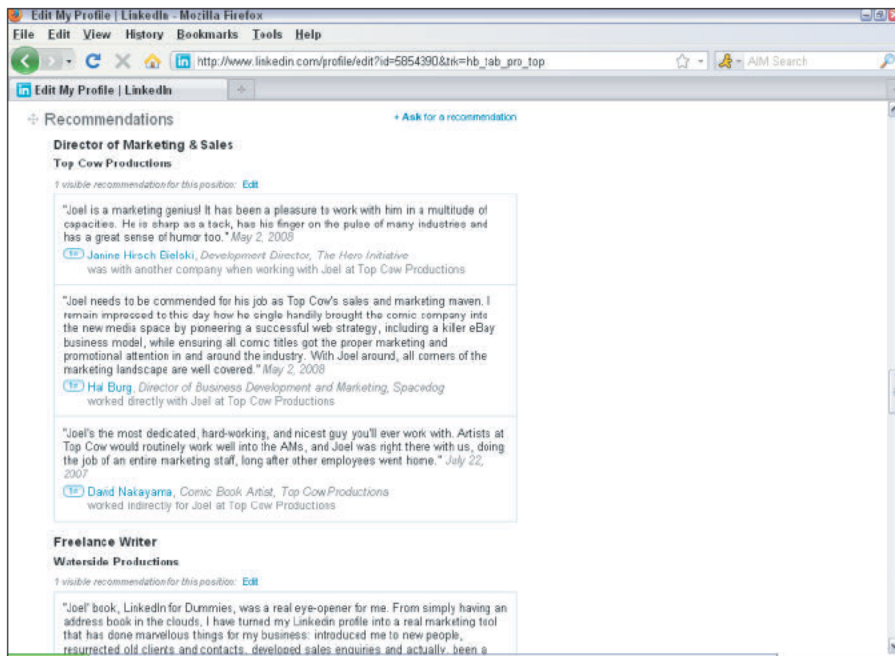 Edit My Profile | LinkedIn - Mozilla Firefox
File Edit View History Bookmarks Tools Help
http://www.linkedin.com/profile/edit?id=5854390&trk=hb_tab_pro_top
AIM Search
Edit My Profile | LinkedIn
Recommendations
+ Ask for a recommendation
Director of Marketing & Sales
Top Cow Productions
1 visible recommendation for this position: Edit
"Joel is a marketing genius! It has been a pleasure to work with him in a multitude of
capacities. He is sharp as a tack, has his finger on the pulse of many industries and
has a great sense of humor too." May 2, 2008
Janine Hirsch Bielski, Development Director, The Hero Initiative
was with another company when working with Joel at Top Cow Productions
"Joel needs to be commended for his job as Top Cow's sales and marketing maven. I
remain impressed to this day how he single handily brought the comic company into
the new media space by pioneering a successful web strategy, including a killer eBay
business model, while ensuring all comic titles got the proper marketing and
promotional attention in and around the industry. With Joel around, all corners of the
marketing landscape are well covered." May 2, 2008
Hal Burg, Director of Business Development and Marketing, Spacedog
worked directly with Joel at Top Cow Productions
"Joel's the most dedicated, hard-working, and nicest guy you'll ever work with. Artists at
Top Cow would routinely work well into the AMs, and Joel was right there with us, doing
the job of an entire marketing staff, long after other employees went home." July 22,
2007
David Nakayama, Comic Book Artist, Top Cow Productions
worked indirectly for Joel at Top Cow Productions
Freelance Writer
Waterside Productions
1 visible recommendation for this position: Edit
"Joel' book, LinkedIn for Dummies, was a real eye-opener for me. From simply having an
address book in the clouds, I have turned my Linkedin profile into a real marketing tool
that has done marvellous things for my business: introduced me to new people,
resurrected old clients and contacts, developed sales enquiries and actually, been a